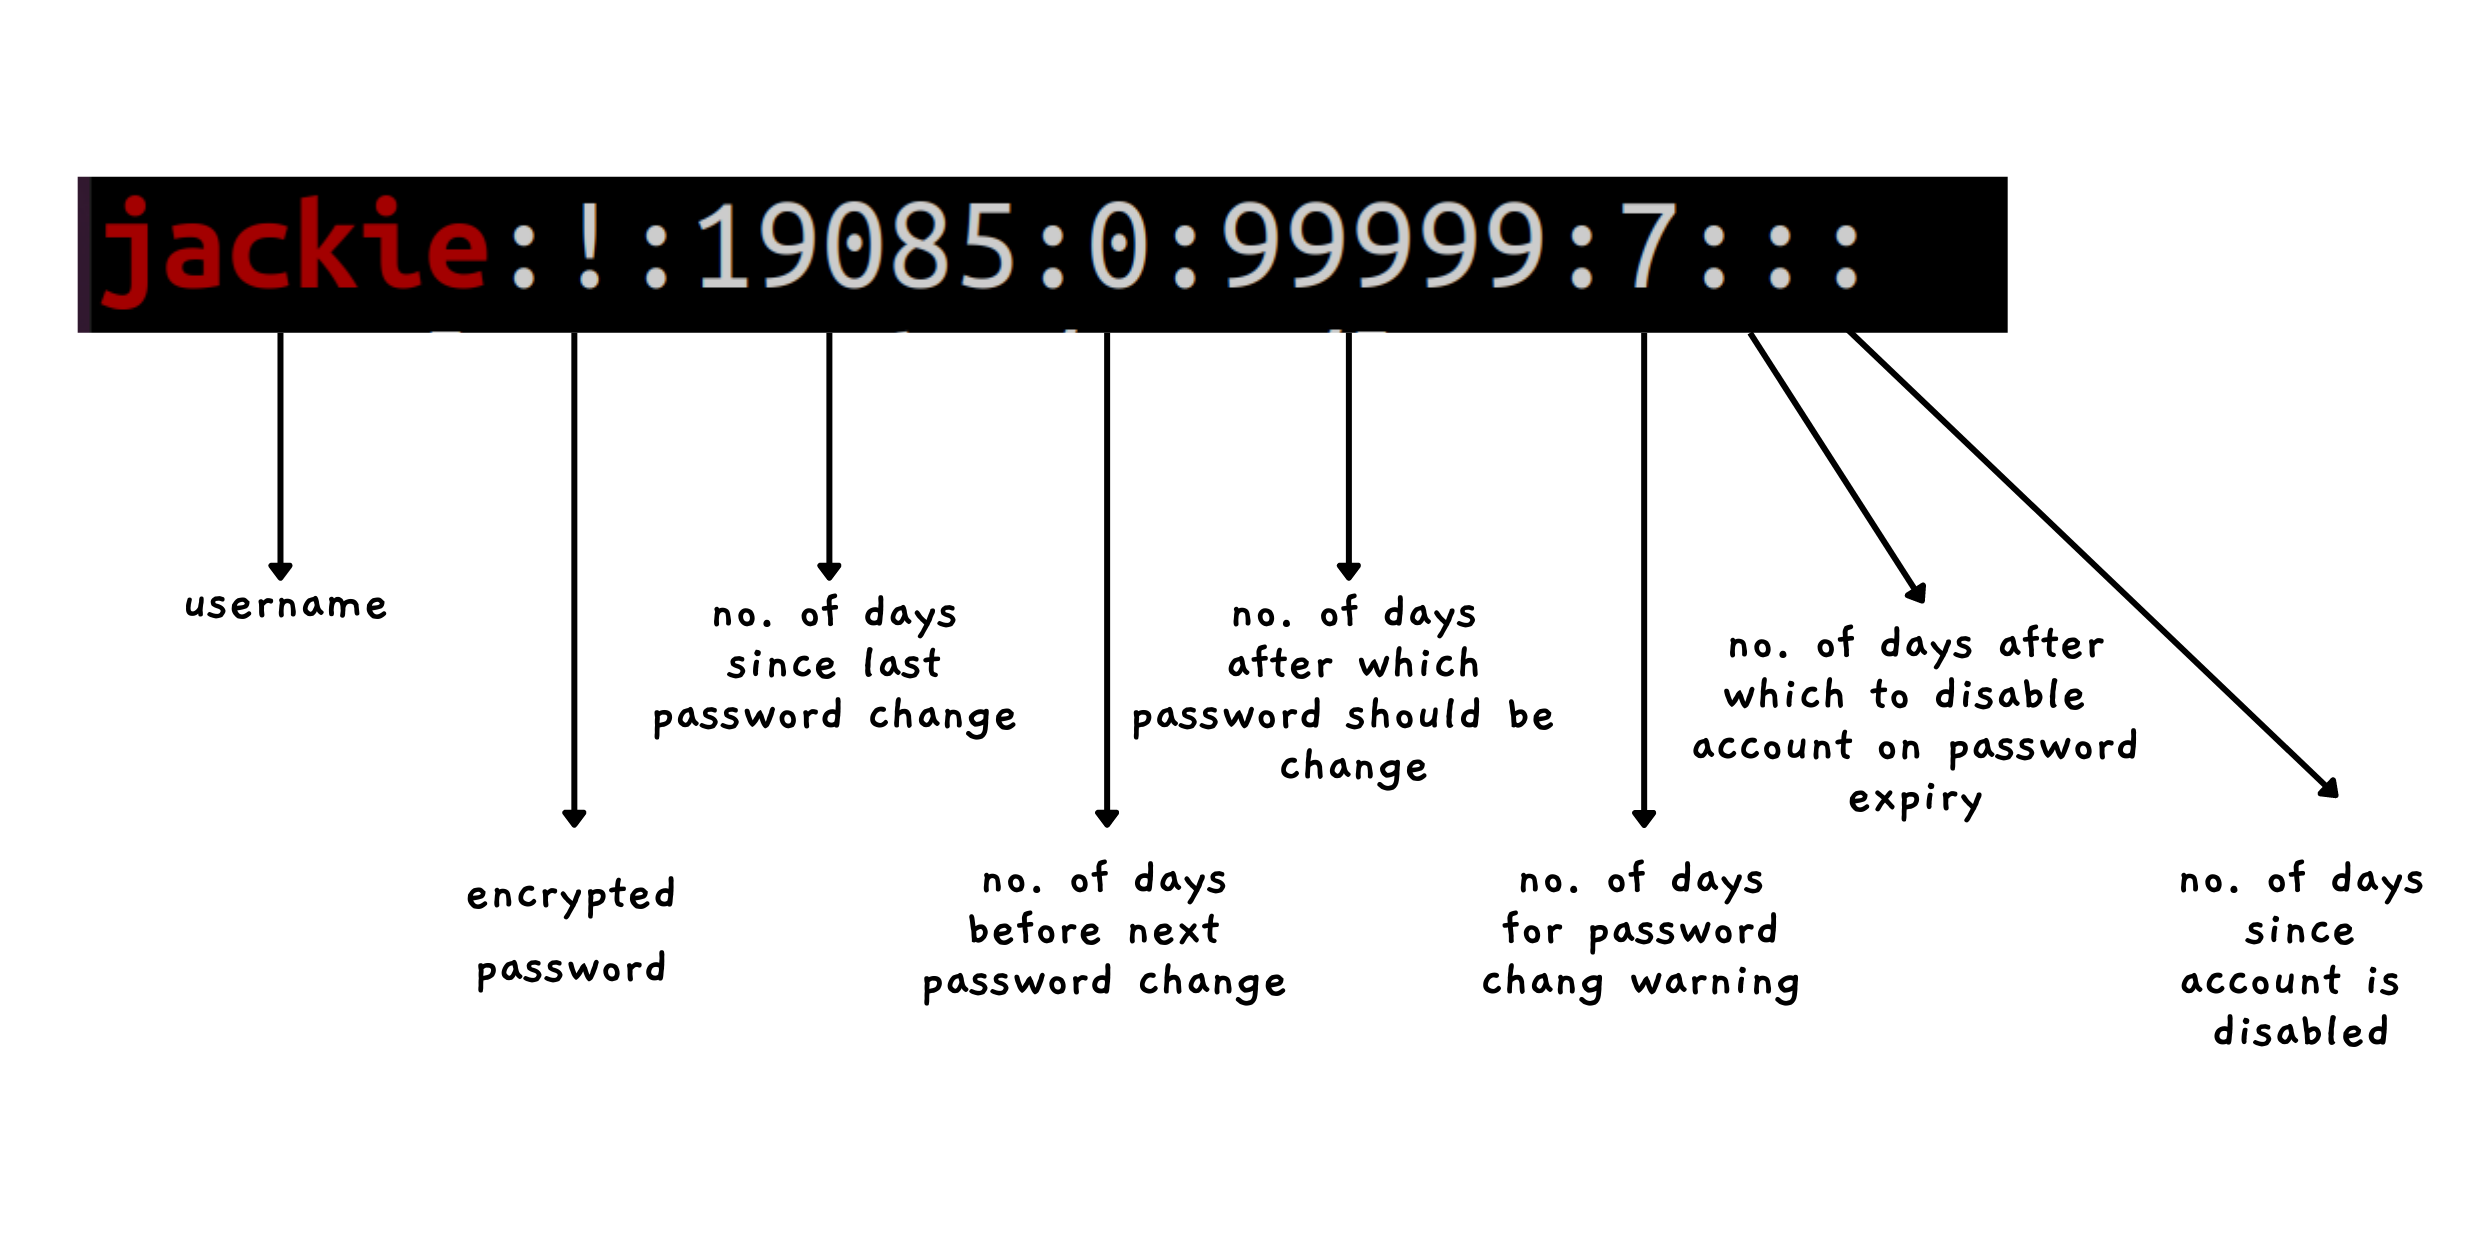 jackie:!:19085:0:99999:7:::
username
no. of days
since last
password change
no. of days
after which
password should be
change
no. of days after
which to disable
account on password
expiry
encrypted
password
no. of days
before next
password change
no. of days
for password
chang warning
no. of days
since
account is
disabled